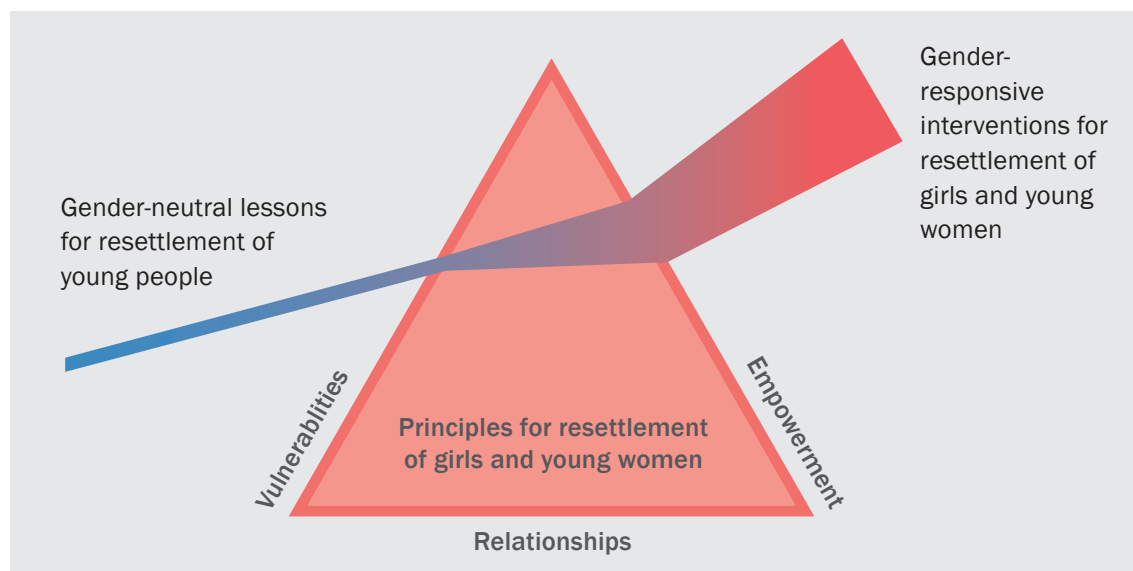 Gender-neutral lessons
for resettlement of
young people
Gender-
responsive
interventions for
resettlement of
girls and young
women
Vulnerablities
Empowerment
Principles for resettlement
of girls and young women
Relationships